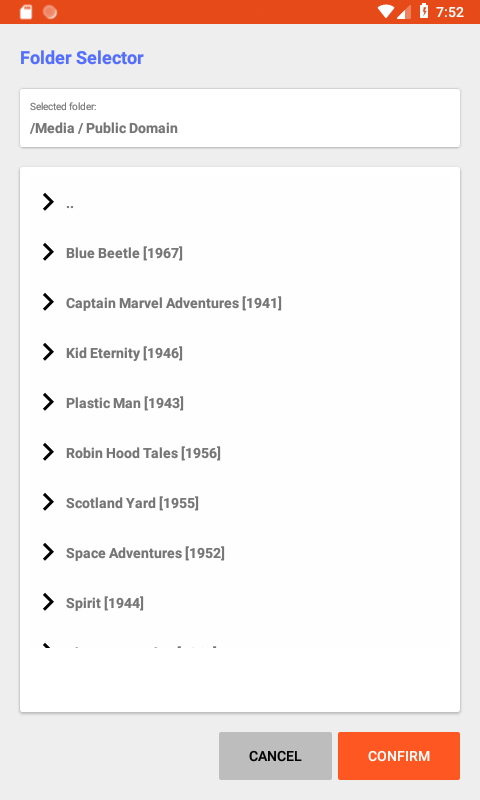 7:52
Folder Selector
Selected folder:
/Media / Public Domain
..
Blue Beetle [1967]
Captain Marvel Adventures [1941]
Kid Eternity [1946]
Plastic Man [1943]
Robin Hood Tales [1956]
Scotland Yard [1955]
Space Adventures [1952]
Spirit [1944]
CANCEL
CONFIRM